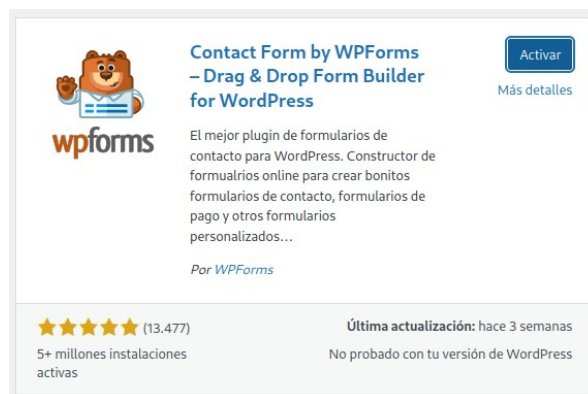 Contact Form by WPForms
– Drag & Drop Form Builder
for WordPress
Activar
Más detalles
wpforms
El mejor plugin de formularios de
contacto para WordPress. Constructor de
formualrios online para crear bonitos
formularios de contacto, formularios de
pago y otros formularios
personalizados…
Por WPForms
(13.477)
5+ millones instalaciones
activas
Última actualización: hace 3 semanas
No probado con tu versión de WordPress